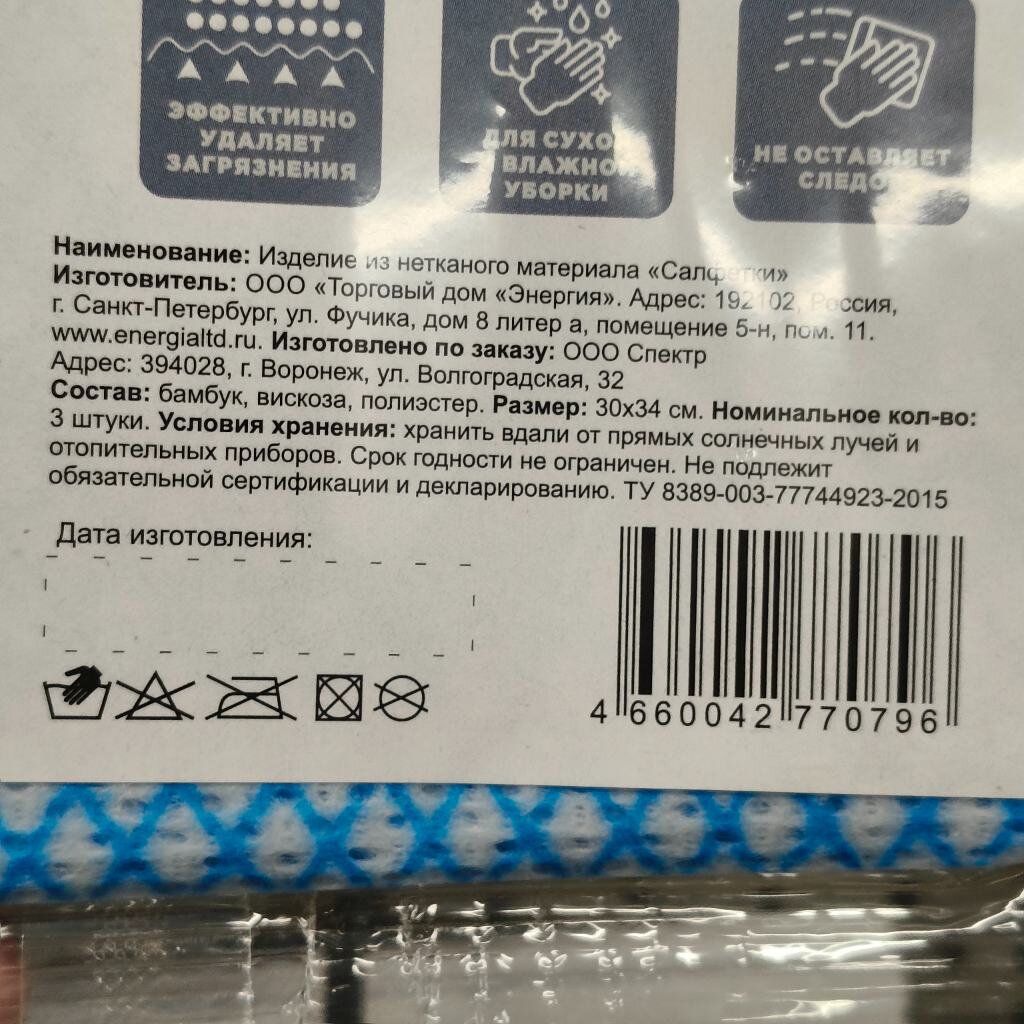 ЭФФЕКТИВНО
УДАЛЯЕТ
ЗАГРЯЗНЕНИЯ
ДЛЯ СУХО
ВЛАЖНО
УБОРКИ
НЕ ОСТАВЛЯЕТ
СЛЕДО
Наименование: Изделие из нетканого материала «Салфетки»
Изготовитель: ООО «Торговый дом «Энергия». Адрес: 192102, Россия,
г. Санкт-Петербург, ул. Фучика, дом 8 литер а, помещение 5-н, пом. 11.
www.energialtd.ru. Изготовлено по заказу: ООО Спектр
Адрес: 394028, г. Воронеж, ул. Волгоградская, 32
Состав: бамбук, вискоза, полиэстер. Размер: 30х34 см. Номинальное кол-во:
3 штуки. Условия хранения: хранить вдали от прямых солнечных лучей и
отопительных приборов. Срок годности не ограничен. Не подлежит
обязательной сертификации и декларированию. ТУ 8389-003-77744923-2015
Дата изготовления:
4 660042 770796